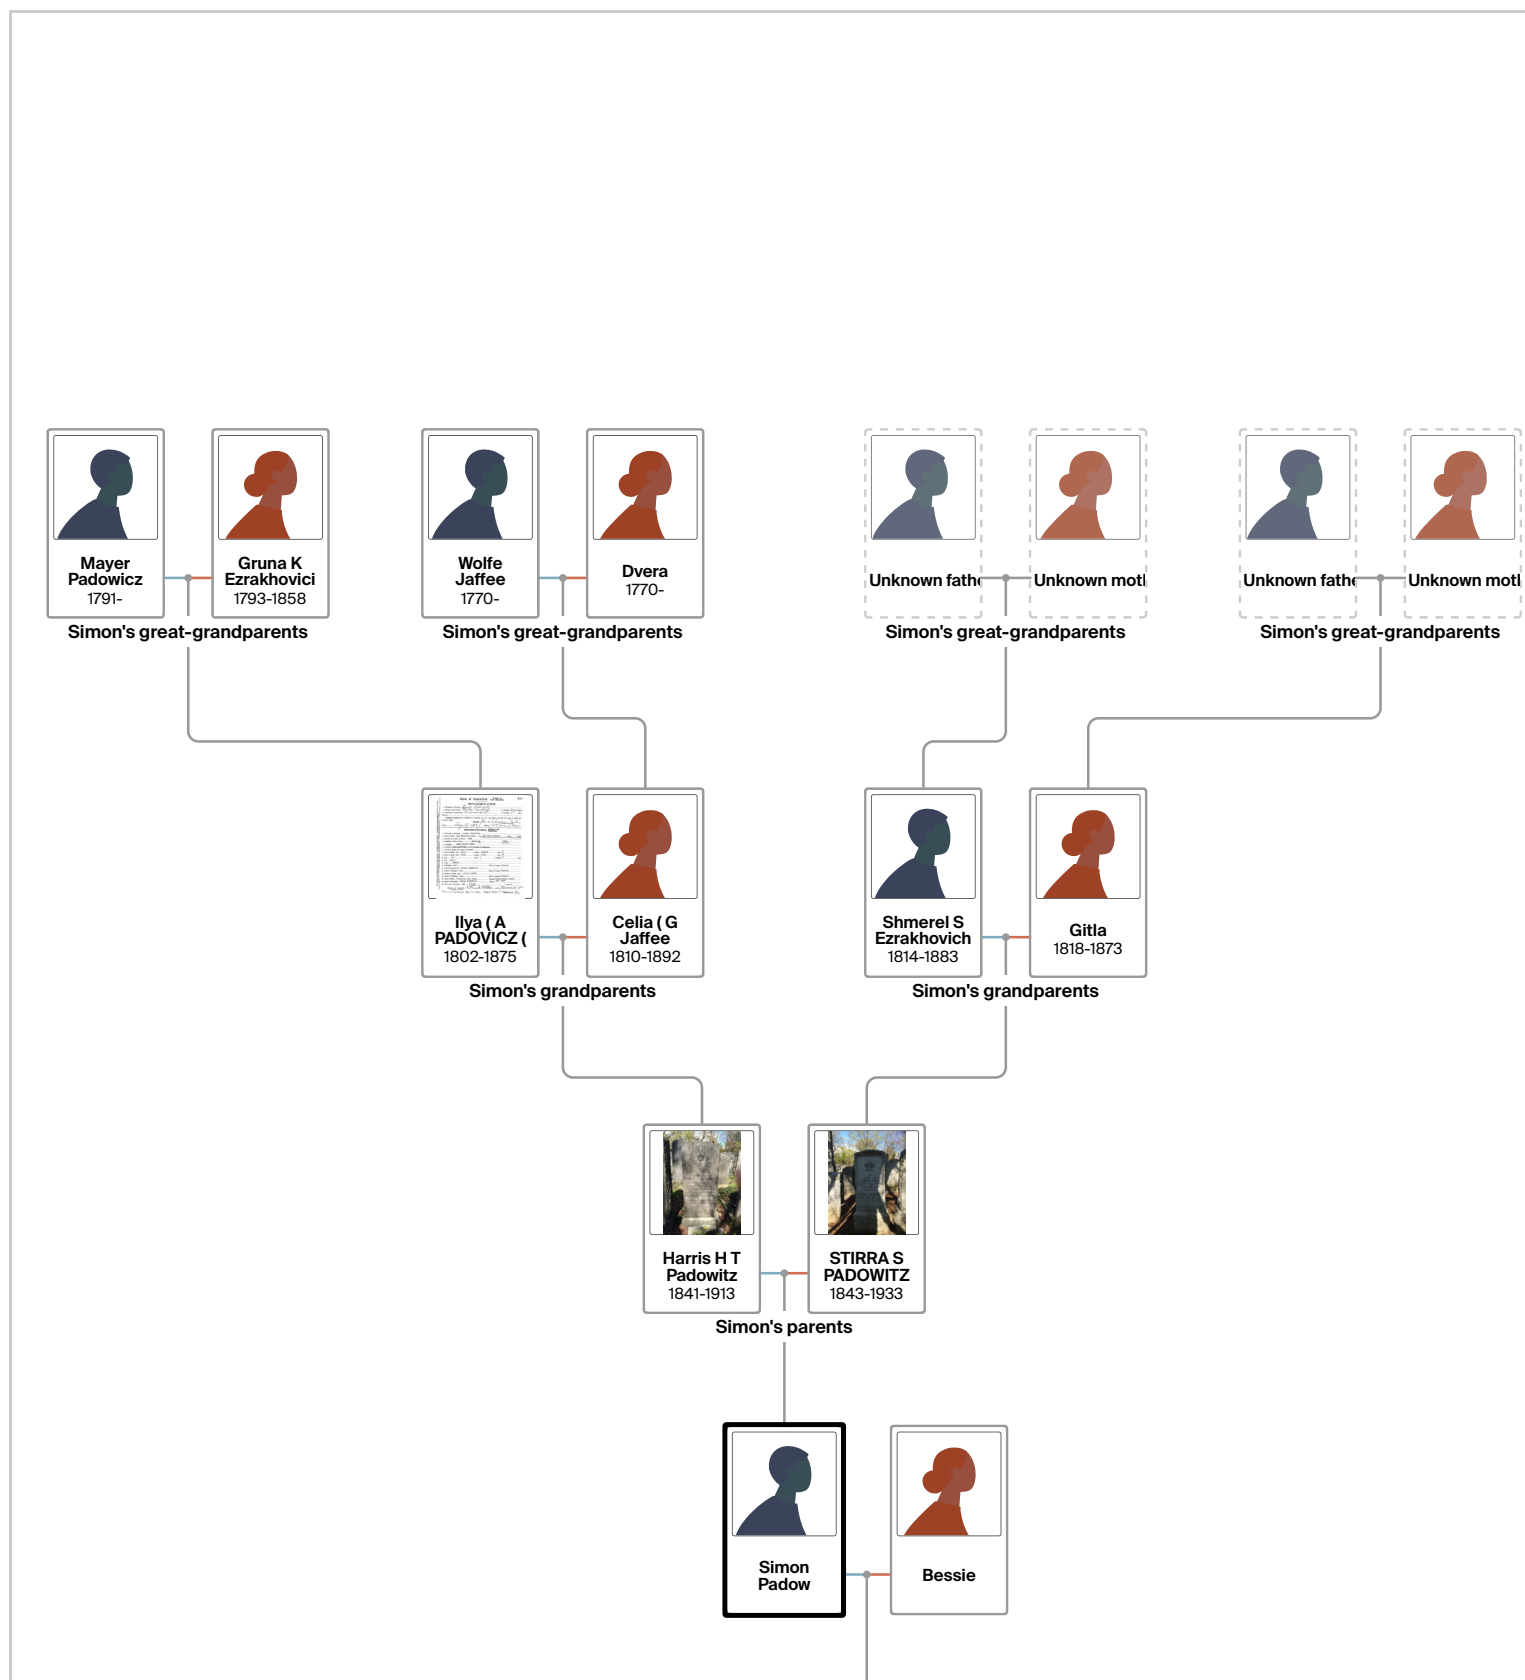 Mayer
Padowicz
1791-
Gruna K
Ezrakhovici
1793-1858
Simon's great-grandparents
Wolfe
Jaffee
1770-
Dvera
1770-
Simon's great-grandparents
Unknown fathe
Unknown motl
Simon's great-grandparents
Unknown fathe
Unknown motl
Simon's great-grandparents
Ilya ( A
PADOVICZ (
1802-1875
Celia ( G
Jaffee
1810-1892
Simon's grandparents
Shmerel S
Ezrakhovich
1814-1883
Gitla
1818-1873
Simon's grandparents
Harris H T
Padowitz
1841-1913
STIRRA S
PADOWITZ
1843-1933
Simon's parents
Simon
Padow
Bessie